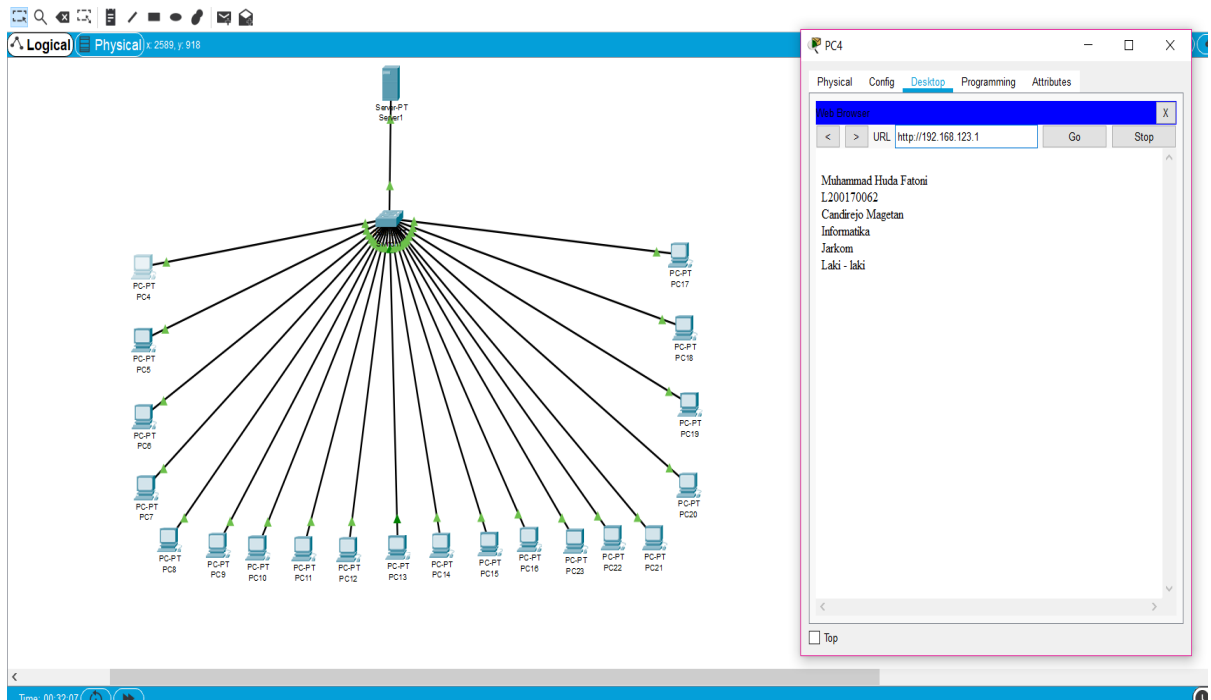 Logical Physical x: 2589, y: 918
Server-PT
Server1
PC-PT
PC4
PC-PT
PC5
PC-PT
PC6
PC-PT
PC7
PC-PT
PC8
PC-PT
PC9
PC-PT
PC10
PC-PT
PC11
PC-PT
PC12
PC-PT
PC13
PC-PT
PC14
PC-PT
PC15
PC-PT
PC16
PC-PT
PC23
PC-PT
PC22
PC-PT
PC21
PC-PT
PC20
PC-PT
PC19
PC-PT
PC18
PC-PT
PC17
Time: 00:32:07
PC4
Physical Config Desktop Programming Attributes
Web Browser X
< > URL http://192.168.123.1 Go Stop
Muhammad Huda Fatoni
L200170062
Candirejo Magetan
Informatika
Jarkom
Laki - laki
Top